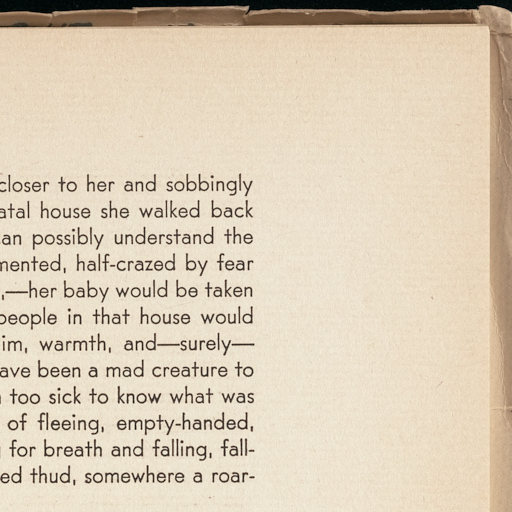 closer to her and sobbingly
atal house she walked back
an possibly understand the
mented, half-crazed by fear
,—her baby would be taken
people in that house would
im, warmth, and—surely—
ave been a mad creature to
too sick to know what was
of fleeing, empty-handed,
for breath and falling, fall-
ed thud, somewhere a roar-